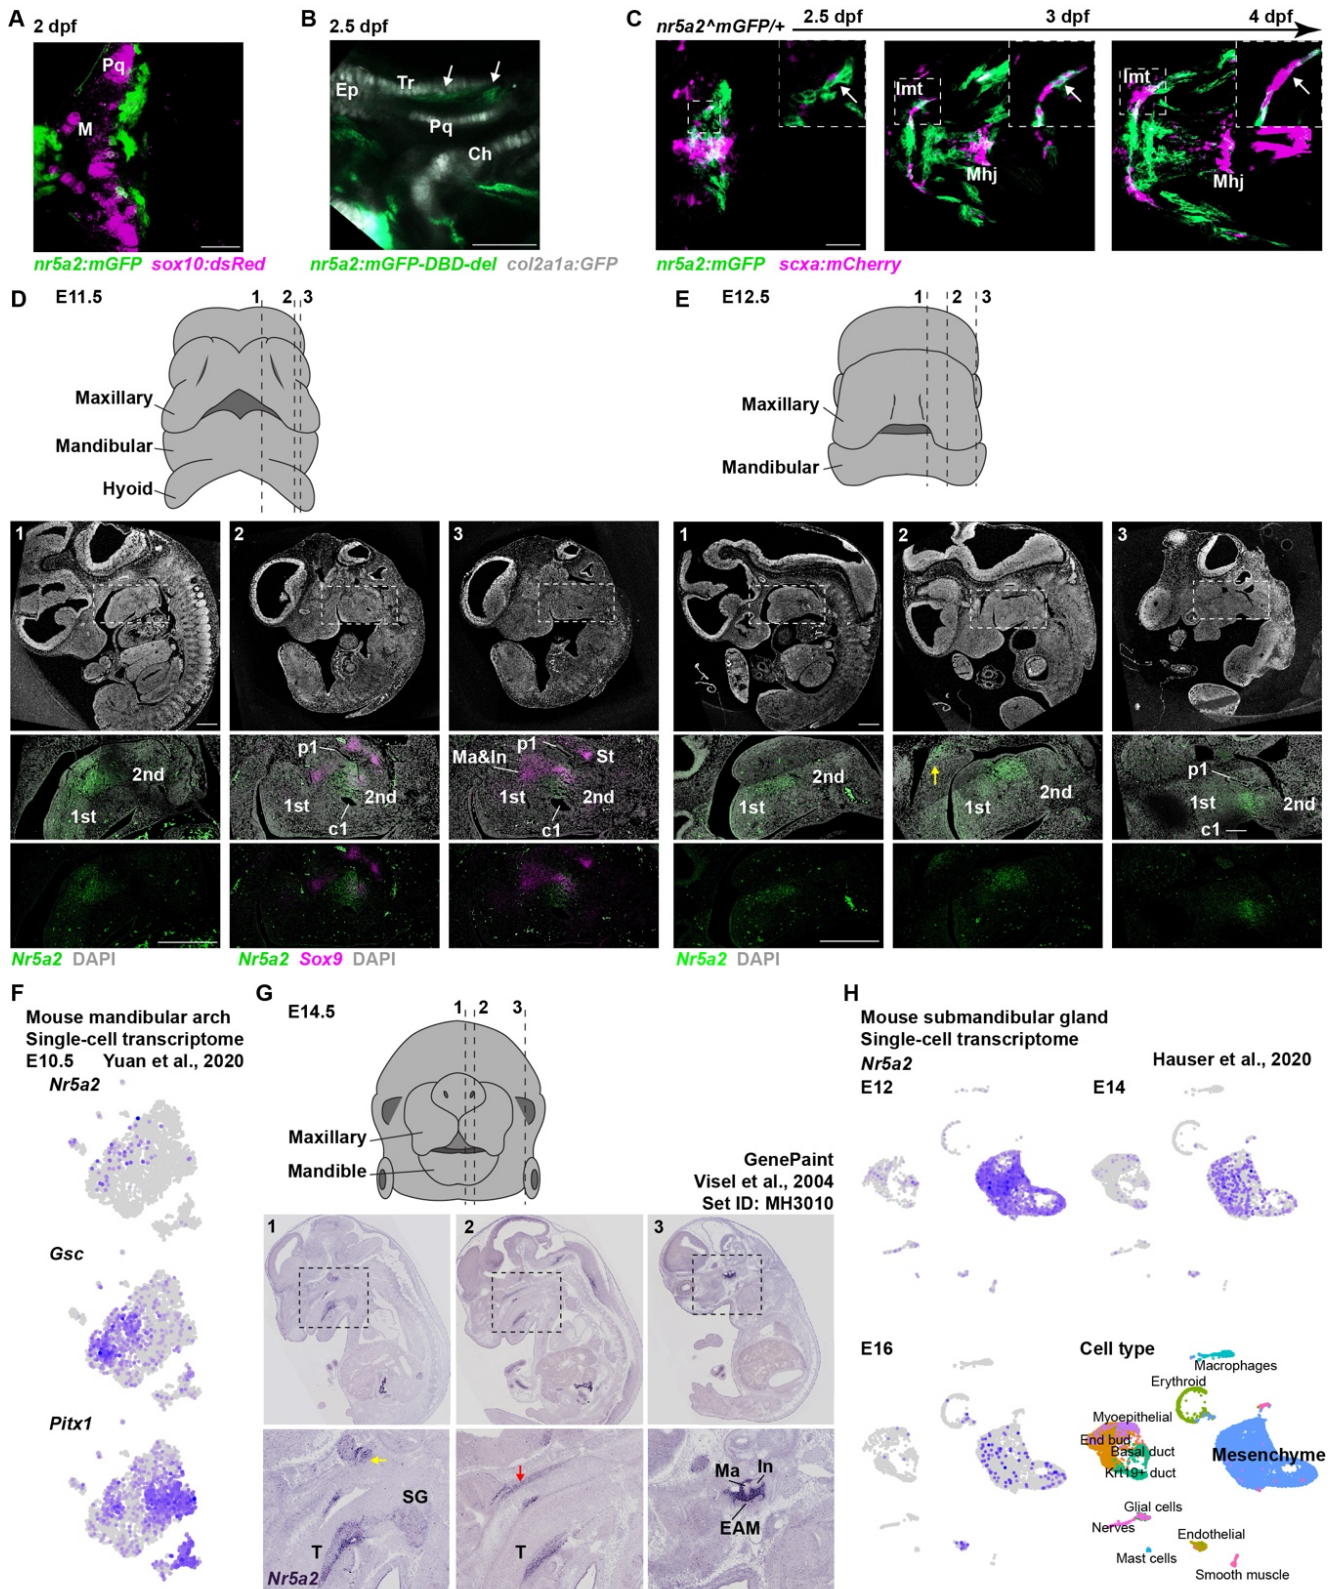 A
2 dpf
Pq
M
nr5a2:mGFP sox10:dsRed
B
2.5 dpf
Ep
Tr
Pq
Ch
nr5a2:mGFP-DBD-del col2a1a:GFP
C
nr5a2^mGFP/+
2.5 dpf
3 dpf
4 dpf
Imt
Mhj
Imt
Mhj
nr5a2:mGFP scxa:mCherry
D
E11.5
1
2
3
Maxillary
Mandibular
Hyoid
1
2
3
1st
2nd
p1
1st
2nd
c1
Ma&In
p1
St
1st
2nd
c1
Nr5a2 DAPI
Nr5a2 Sox9 DAPI
E
E12.5
1
2
3
Maxillary
Mandibular
1
2
3
1st
2nd
1st
2nd
p1
1st
2nd
c1
Nr5a2 DAPI
F
Mouse mandibular arch
Single-cell transcriptome
E10.5 Yuan et al., 2020
Nr5a2
Gsc
Pitx1
G
E14.5
1
2
3
Maxillary
Mandible
GenePaint
Visel et al., 2004
Set ID: MH3010
1
2
3
SG
T
Nr5a2
T
Ma
In
EAM
H
Mouse submandibular gland
Single-cell transcriptome
Nr5a2
Hauser et al., 2020
E12
E14
E16
Cell type
Macrophages
Erythroid
Myoepithelial
End bud
Basal duct
Krt19+ duct
Mesenchyme
Glial cells
Nerves
Endothelial
Mast cells
Smooth muscle